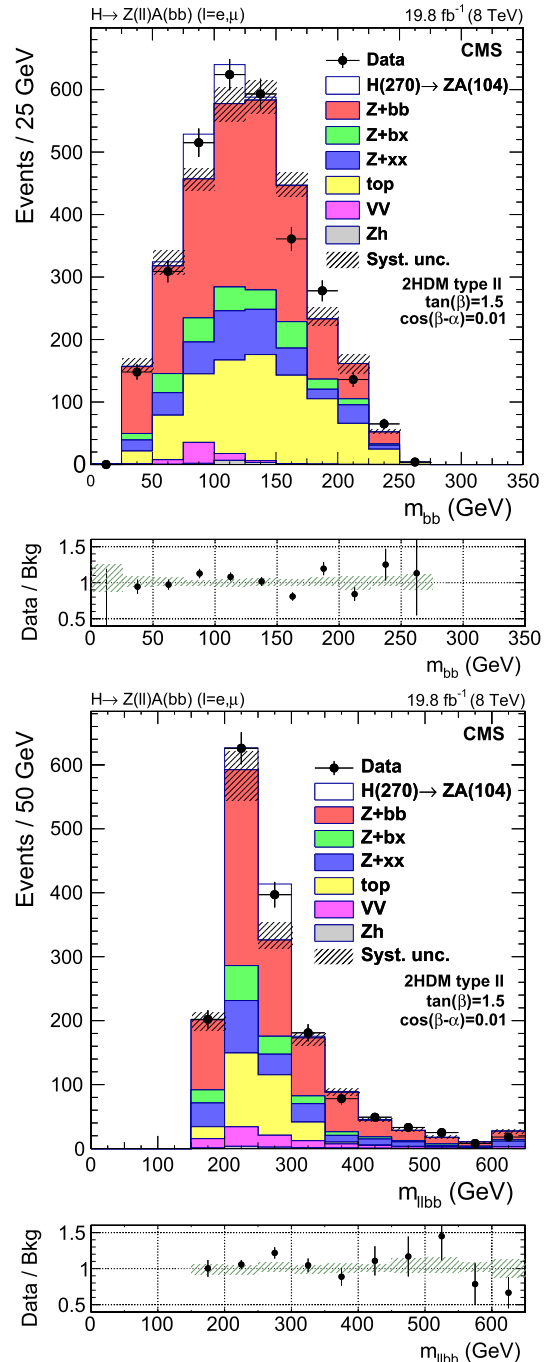 H→ Z(ll)A(bb) (l=e,μ) 19.8 fb⁻¹ (8 TeV)
CMS
Data
H(270)→ ZA(104)
Z+bb
Z+bx
Z+xx
top
VV
Zh
Syst. unc.
2HDM type II
tan(β)=1.5
cos(β-α)=0.01
Events / 25 GeV
600
500
400
300
200
100
0
0 50 100 150 200 250 300 350
m_bb (GeV)
Data / Bkg
1.5
1
0.5
0 50 100 150 200 250 300 350
m_bb (GeV)
H→ Z(ll)A(bb) (l=e,μ) 19.8 fb⁻¹ (8 TeV)
CMS
Data
H(270)→ ZA(104)
Z+bb
Z+bx
Z+xx
top
VV
Zh
Syst. unc.
2HDM type II
tan(β)=1.5
cos(β-α)=0.01
Events / 50 GeV
600
500
400
300
200
100
0
0 100 200 300 400 500 600
m_llbb (GeV)
Data / Bkg
1.5
1
0.5
0 100 200 300 400 500 600
m_llbb (GeV)